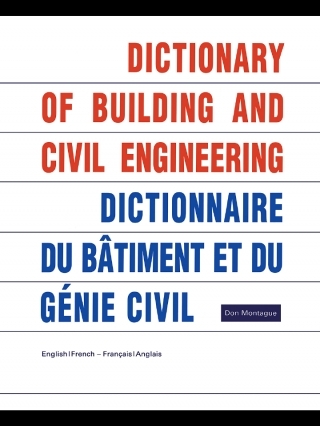 DICTIONARY
OF BUILDING AND
CIVIL ENGINEERING
DICTIONNAIRE
DU BÂTIMENT ET DU
GÉNIE CIVIL
Don Montague
English|French – Français|Anglais